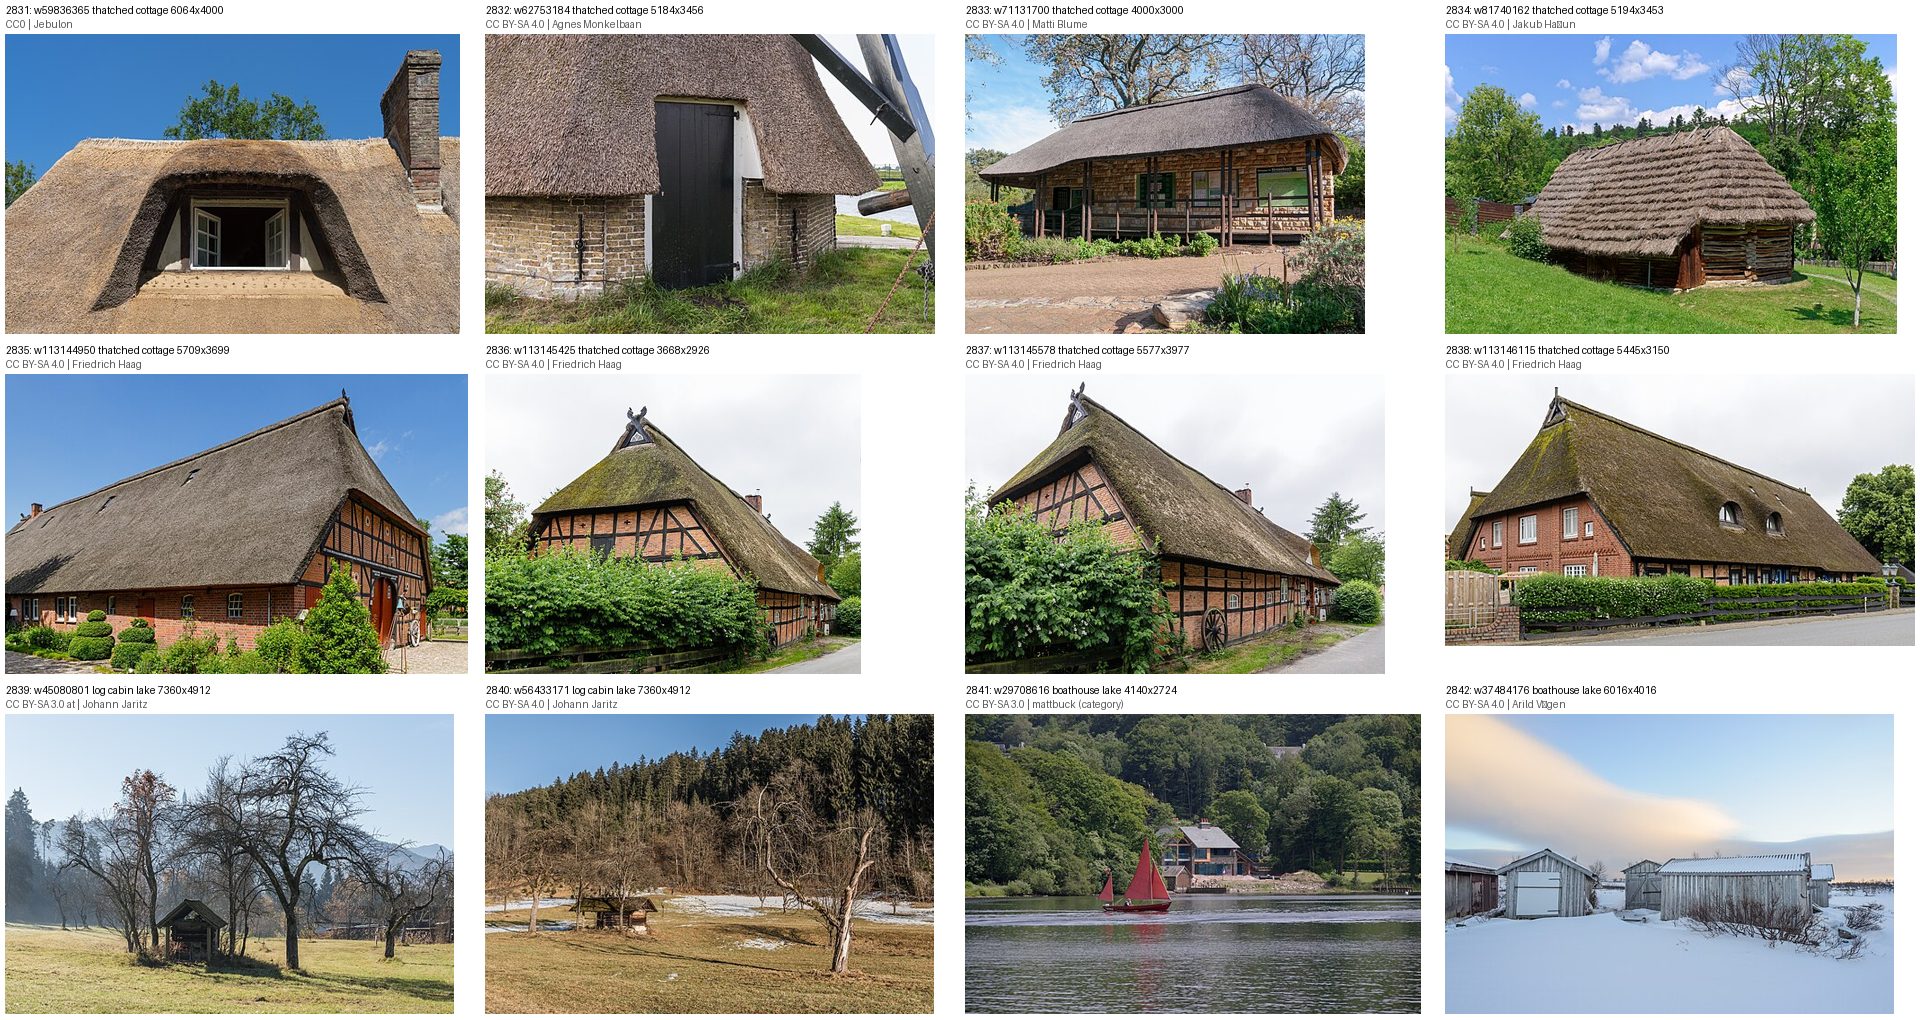 2831: w59836365 thatched cottage 6064x4000
CC0 | Jebulon
2832: w62753184 thatched cottage 5184x3456
CC BY-SA 4.0 | Agnes Monkelbaan
2833: w71131700 thatched cottage 4000x3000
CC BY-SA 4.0 | Matti Blume
2834: w81740162 thatched cottage 5194x3453
CC BY-SA 4.0 | Jakub Ha□un
2835: w113144950 thatched cottage 5709x3699
CC BY-SA 4.0 | Friedrich Haag
2836: w113145425 thatched cottage 3668x2926
CC BY-SA 4.0 | Friedrich Haag
2837: w113145578 thatched cottage 5577x3977
CC BY-SA 4.0 | Friedrich Haag
2838: w113146115 thatched cottage 5445x3150
CC BY-SA 4.0 | Friedrich Haag
2839: w45080801 log cabin lake 7360x4912
CC BY-SA 3.0 at | Johann Jaritz
2840: w56433171 log cabin lake 7360x4912
CC BY-SA 4.0 | Johann Jaritz
2841: w29708616 boathouse lake 4140x2724
CC BY-SA 3.0 | mattbuck (category)
2842: w37484176 boathouse lake 6016x4016
CC BY-SA 4.0 | Arild V□gen